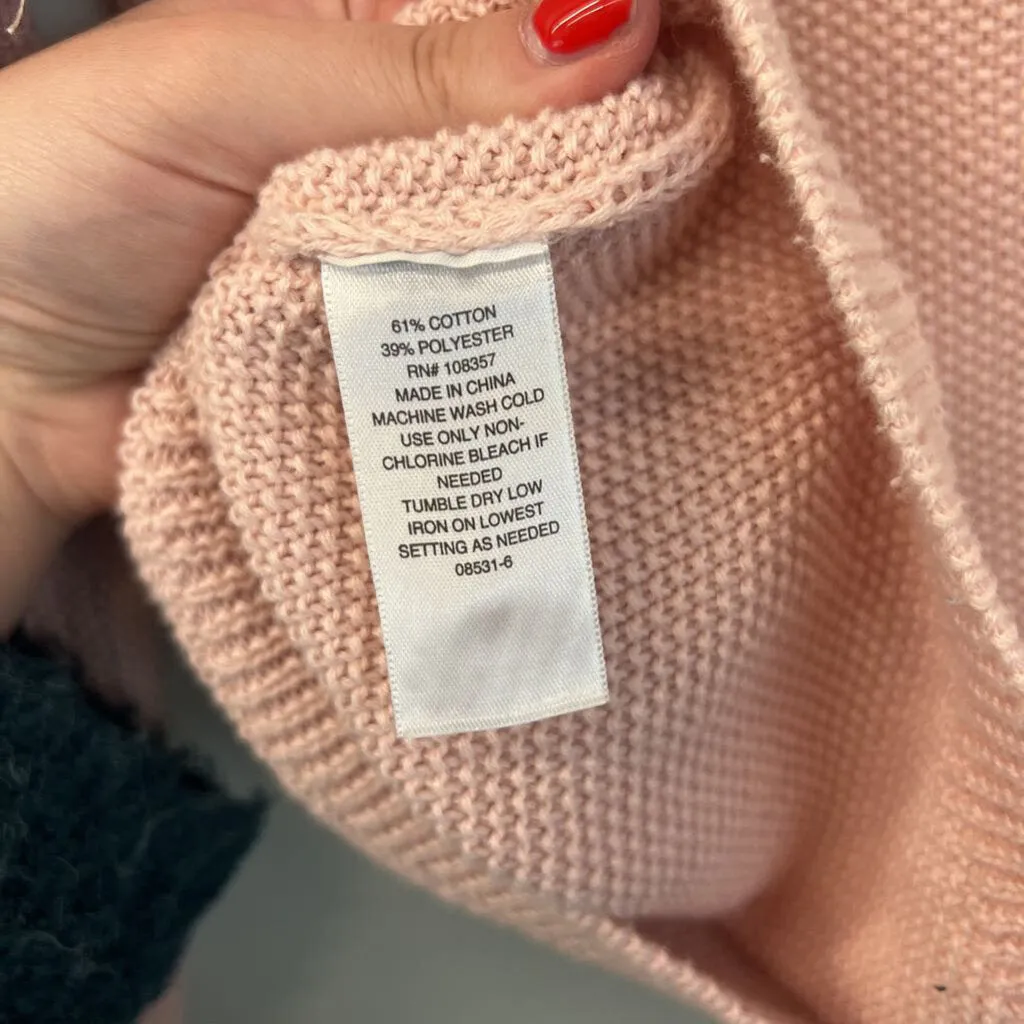 61% COTTON
39% POLYESTER
RN# 108357
MADE IN CHINA
MACHINE WASH COLD
USE ONLY NON-
CHLORINE BLEACH IF
NEEDED
TUMBLE DRY LOW
IRON ON LOWEST
SETTING AS NEEDED
08531-6